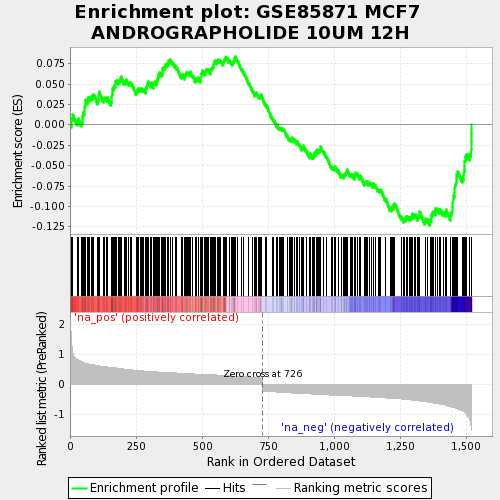 Enrichment plot: GSE85871 MCF7
ANDROGRAPHOLIDE 10UM 12H
Enrichment score (ES)
0.075
0.050
0.025
0.000
-0.025
-0.050
-0.075
-0.100
-0.125
'na_pos' (positively correlated)
Ranked list metric (PreRanked)
2
1
0
-1
Zero cross at 726
'na_neg' (negatively correlated)
0
250
500
750
1,000
1,250
1,500
Rank in Ordered Dataset
Enrichment profile
Hits
Ranking metric scores